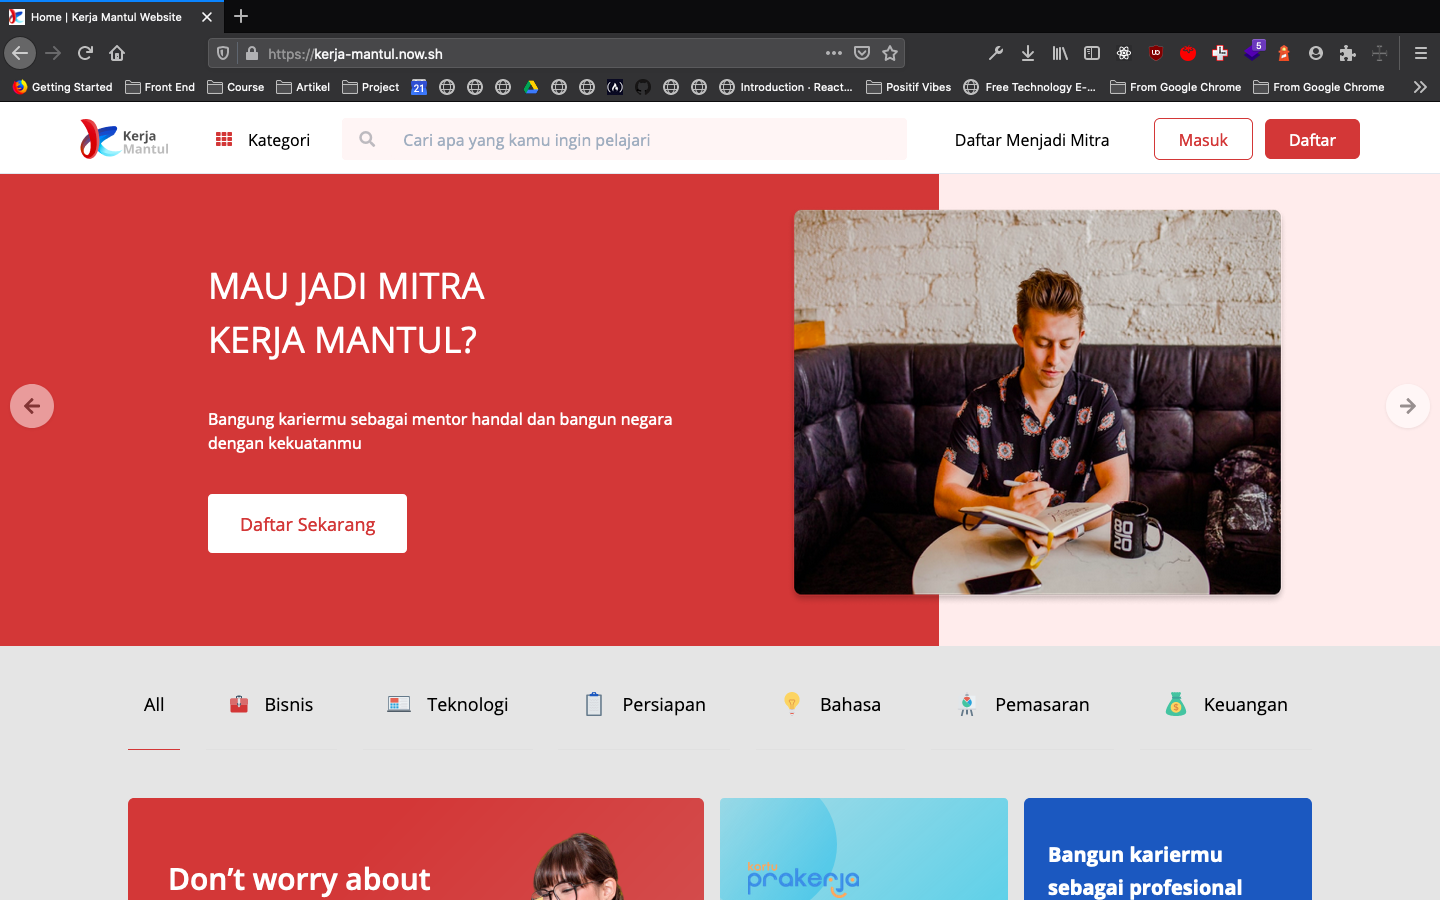 Home | Kerja Mantul Website
https://kerja-mantul.now.sh
5
Getting Started
Front End
Course
Artikel
Project
21
Introduction · React...
Positif Vibes
Free Technology E-...
From Google Chrome
From Google Chrome
Kerja
Mantul
Kategori
Cari apa yang kamu ingin pelajari
Daftar Menjadi Mitra
Masuk
Daftar
MAU JADI MITRA
KERJA MANTUL?
Bangung kariermu sebagai mentor handal dan bangun negara
dengan kekuatanmu
Daftar Sekarang
All
Bisnis
Teknologi
Persiapan
Bahasa
Pemasaran
Keuangan
Don't worry about
kartu
prakerja
Bangun kariermu
sebagai profesional